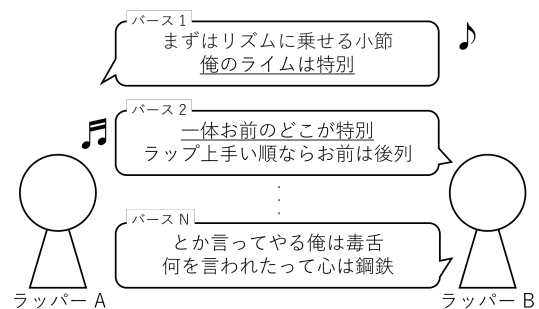 バース 1
まずはリズムに乗せる小節
俺のライムは特別
バース 2
一体お前のどこが特別
ラップ上手い順ならお前は後列
バース N
とか言ってやる俺は毒舌
何を言われたって心は鋼鉄
ラッパー A
ラッパー B